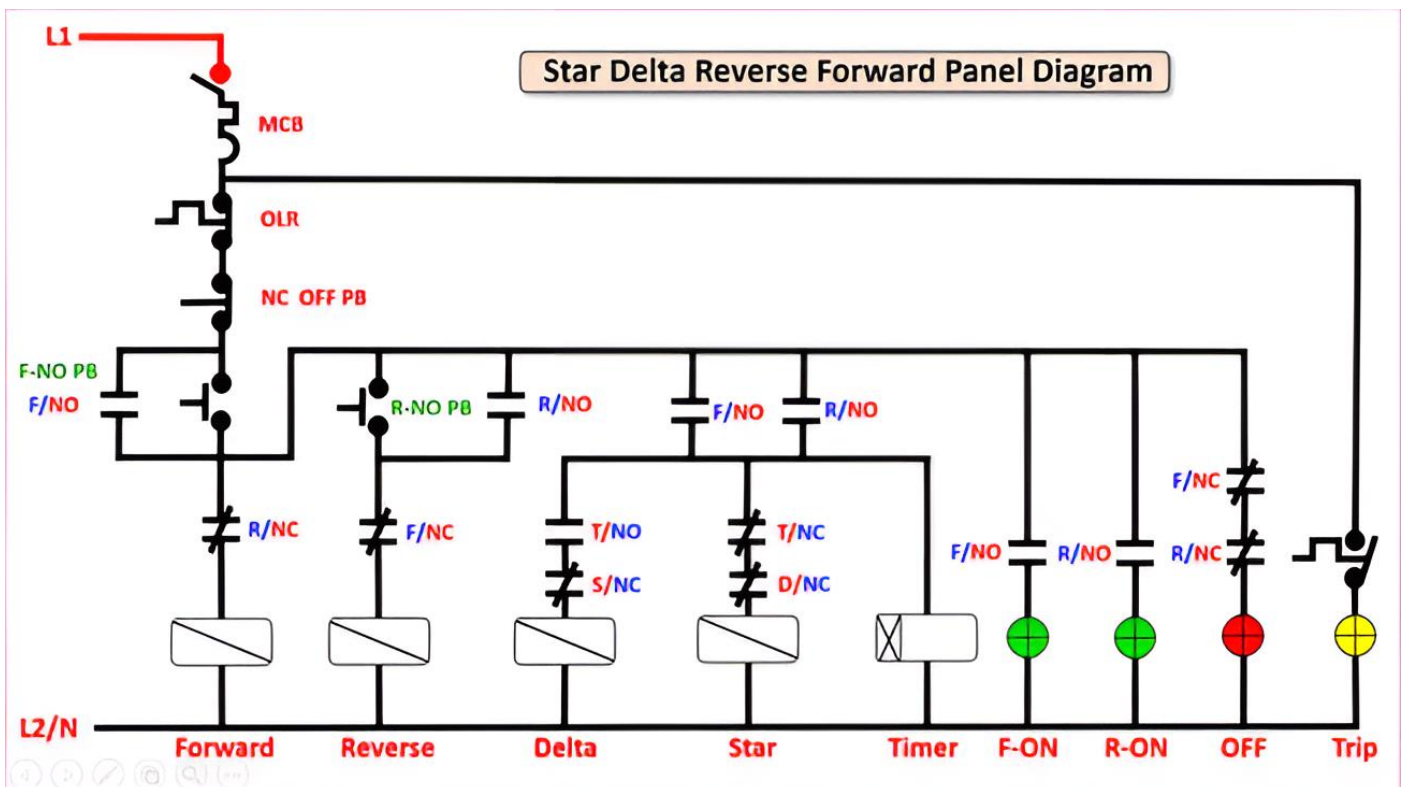 L1
Star Delta Reverse Forward Panel Diagram
MCB
OLR
NC OFF PB
F-NO PB
F/NO
R-NO PB
R/NO
F/NO
R/NO
R/NC
F/NC
T/NO
T/NC
S/NC
D/NC
F/NO
R/NO
F/NC
R/NC
L2/N
Forward
Reverse
Delta
Star
Timer
F-ON
R-ON
OFF
Trip